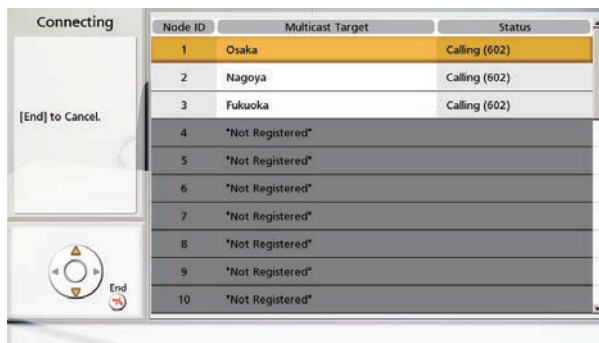 Connecting
[End] to Cancel.
End
Node ID Multicast Target Status
1 Osaka Calling (602)
2 Nagoya Calling (602)
3 Fukuoka Calling (602)
4 "Not Registered"
5 "Not Registered"
6 "Not Registered"
7 "Not Registered"
8 "Not Registered"
9 "Not Registered"
10 "Not Registered"